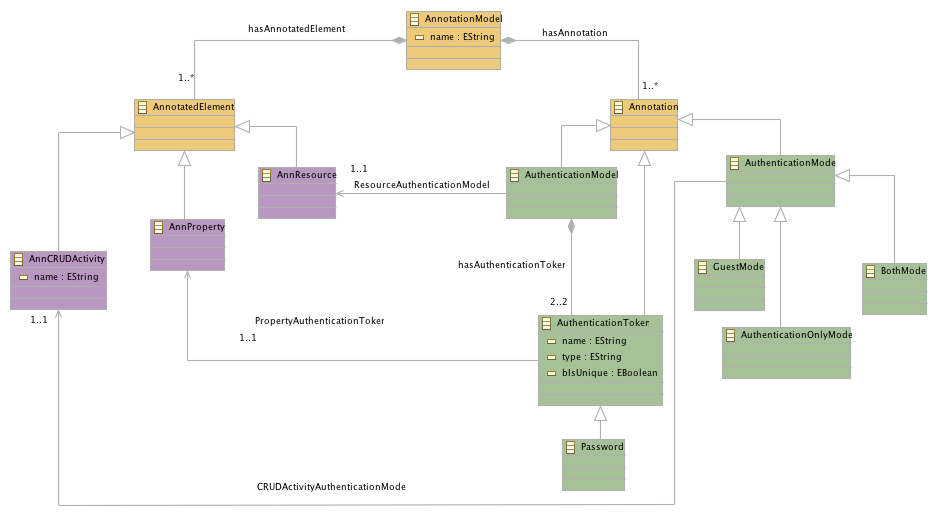 AnnotationModel
name : EString
hasAnnotatedElement
hasAnnotation
1..*
1..*
AnnotatedElement
Annotation
AnnResource
1..1
ResourceAuthenticationModel
AuthenticationModel
AuthenticationMode
AnnProperty
AnnCRUDActivity
name : EString
hasAuthenticationToker
GuestMode
BothMode
2..2
1..1
PropertyAuthenticationToker
1..1
AuthenticationToker
name : EString
type : EString
bIsUnique : EBoolean
AuthenticationOnlyMode
Password
CRUDActivityAuthenticationMode